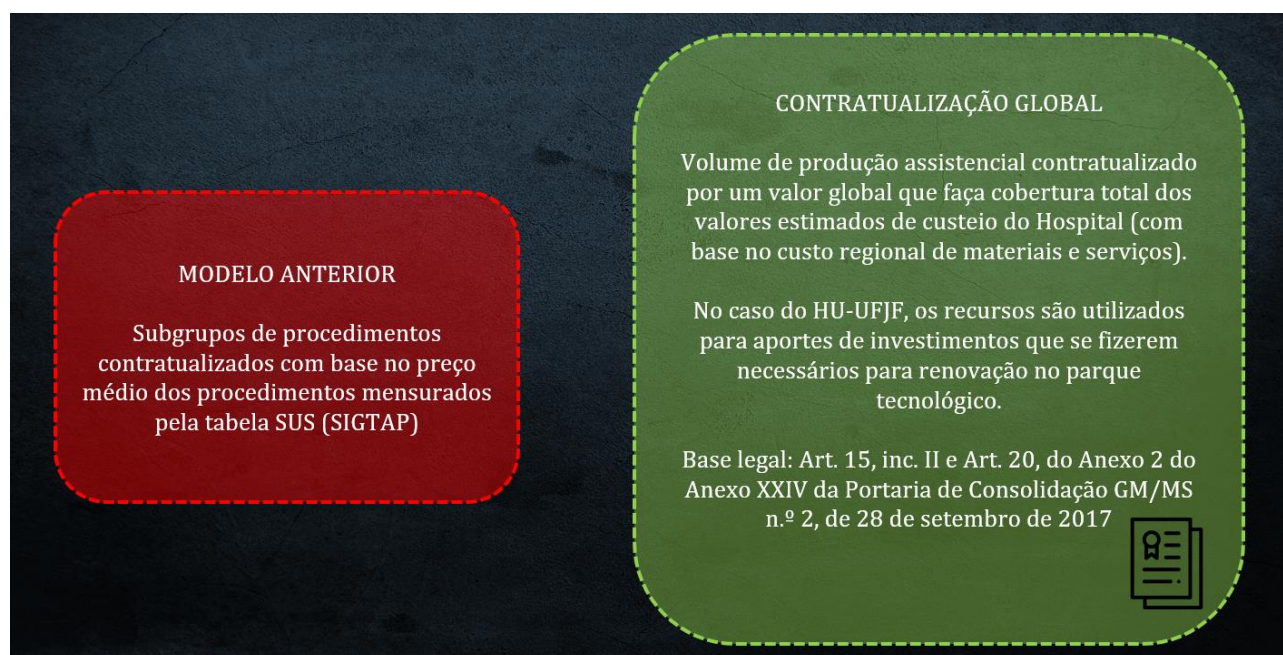 MODELO ANTERIOR
Subgrupos de procedimentos
contratualizados com base no preço
médio dos procedimentos mensurados
pela tabela SUS (SIGTAP)
CONTRATUALIZAÇÃO GLOBAL
Volume de produção assistencial contratualizado
por um valor global que faça cobertura total dos
valores estimados de custeio do Hospital (com
base no custo regional de materiais e serviços).
No caso do HU-UFJF, os recursos são utilizados
para aportes de investimentos que se fizerem
necessários para renovação no parque
tecnológico.
Base legal: Art. 15, inc. II e Art. 20, do Anexo 2 do
Anexo XXIV da Portaria de Consolidação GM/MS
n.º 2, de 28 de setembro de 2017